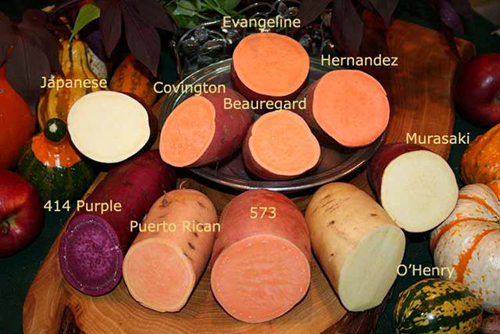 Evangeline
Hernandez
Japanese
Covington
Beauregard
Murasaki
414 Purple
Puerto Rican
573
O'Henry